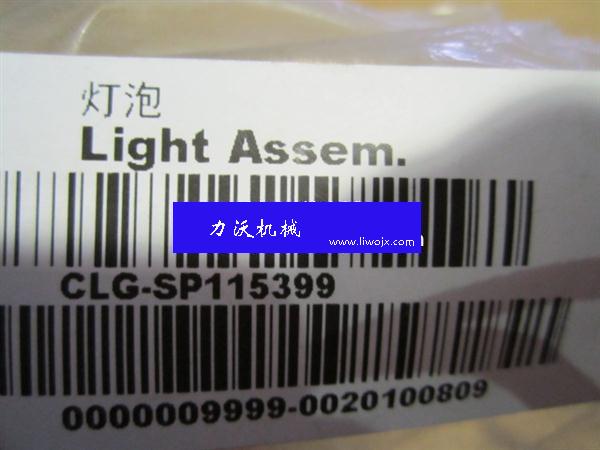 灯泡
Light Assem.
力沃机械
www.liwojx.com
CLG-SP115399
0000009999-0020100809